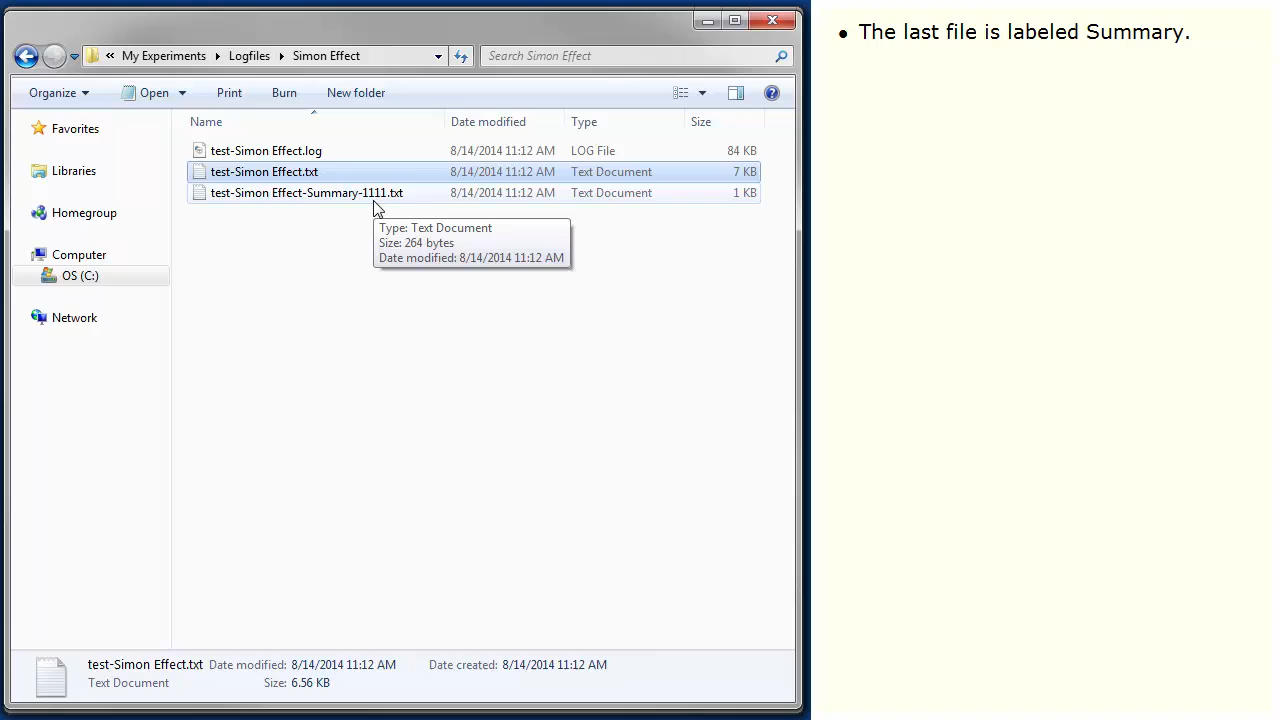 My Experiments Logfiles Simon Effect Search Simon Effect
Organize Open Print Burn New folder
Name Date modified Type Size
Favorites
Libraries
Homegroup
Computer
OS (C:)
Network
test-Simon Effect.log 8/14/2014 11:12 AM LOG File 84 KB
test-Simon Effect.txt 8/14/2014 11:12 AM Text Document 7 KB
test-Simon Effect-Summary-1111.txt 8/14/2014 11:12 AM Text Document 1 KB
Type: Text Document
Size: 264 bytes
Date modified: 8/14/2014 11:12 AM
test-Simon Effect.txt Date modified: 8/14/2014 11:12 AM Date created: 8/14/2014 11:12 AM
Text Document Size: 6.56 KB
• The last file is labeled Summary.